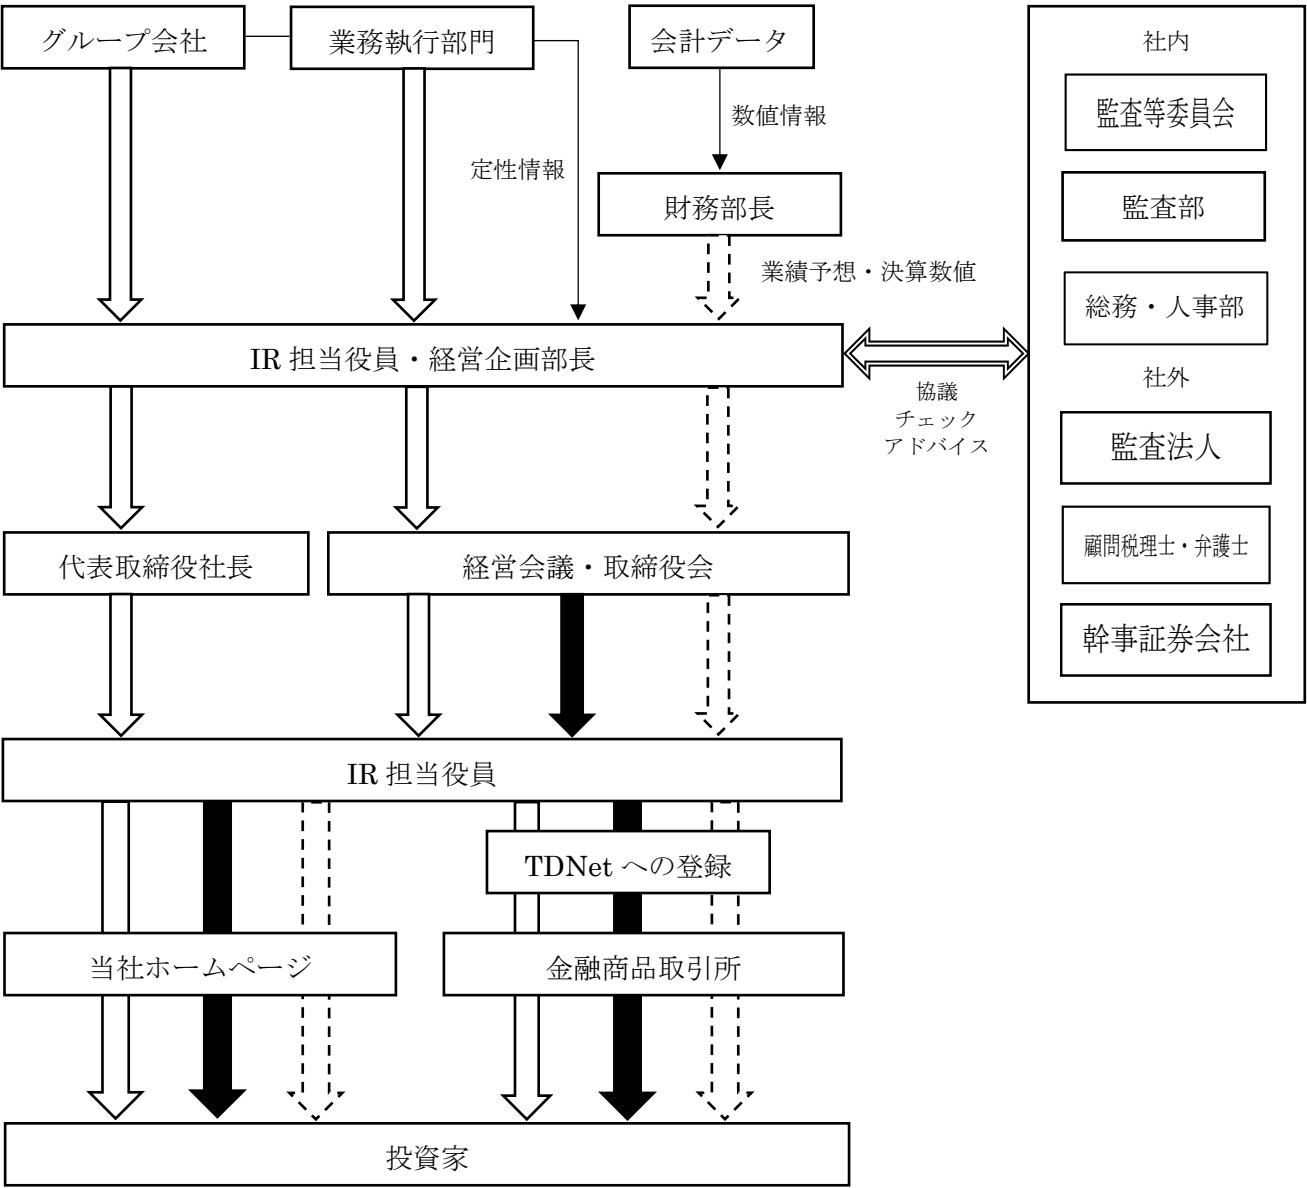 グループ会社
業務執行部門
会計データ
数値情報
定性情報
財務部長
業績予想・決算数値
IR 担当役員・経営企画部長
協議
チェック
アドバイス
社内
監査等委員会
監査部
総務・人事部
社外
監査法人
顧問税理士・弁護士
幹事証券会社
代表取締役社長
経営会議・取締役会
IR 担当役員
TDNet への登録
当社ホームページ
金融商品取引所
投資家